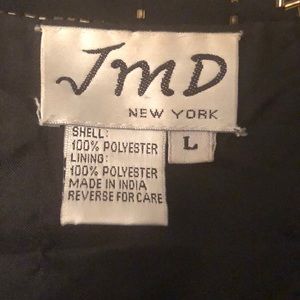 JMD
NEW YORK
SHELL:
100% POLYESTER
LINING:
100% POLYESTER
MADE IN INDIA
REVERSE FOR CARE
L